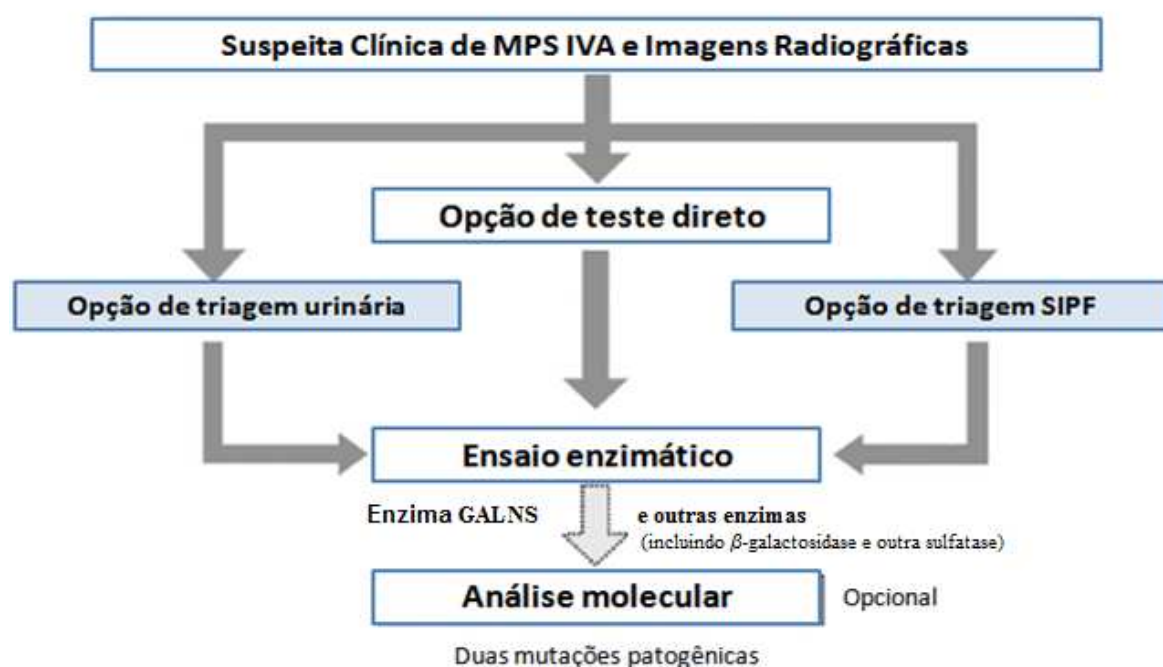 Suspeita Clínica de MPS IVA e Imagens Radiográficas
Opção de teste direto
Opção de triagem urinária
Opção de triagem SIPF
Ensaio enzimático
Enzima GALNS
e outras enzimas
(incluindo β-galactosidase e outra sulfatase)
Análise molecular
Opcional
Duas mutações patogênicas